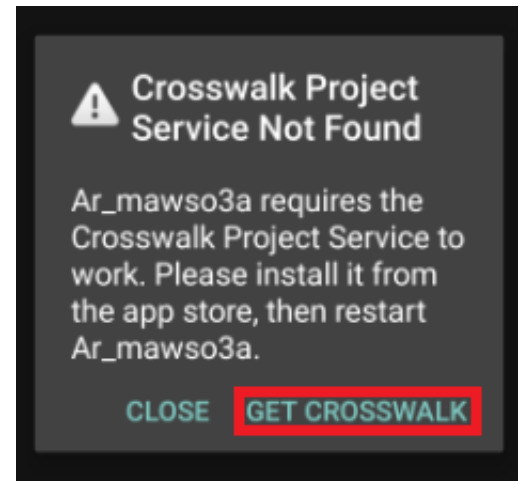 Crosswalk Project
Service Not Found
Ar_mawso3a requires the
Crosswalk Project Service to
work. Please install it from
the app store, then restart
Ar_mawso3a.
CLOSE GET CROSSWALK